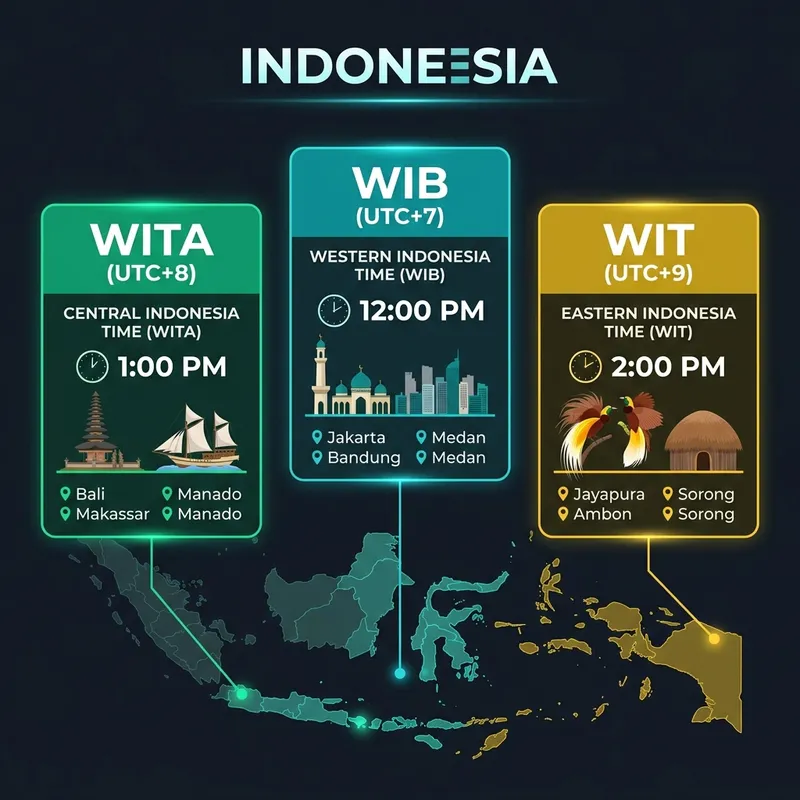 INDONEESIA
WITA
(UTC+8)
CENTRAL INDONESIA
TIME (WITA)
1:00 PM
Bali
Manado
Makassar
Manado
WIB
(UTC+7)
WESTERN INDONESIA
TIME (WIB)
12:00 PM
Jakarta
Medan
Bandung
Medan
WIT
(UTC+9)
EASTERN INDONESIA
TIME (WIT)
2:00 PM
Jayapura
Sorong
Ambon
Sorong